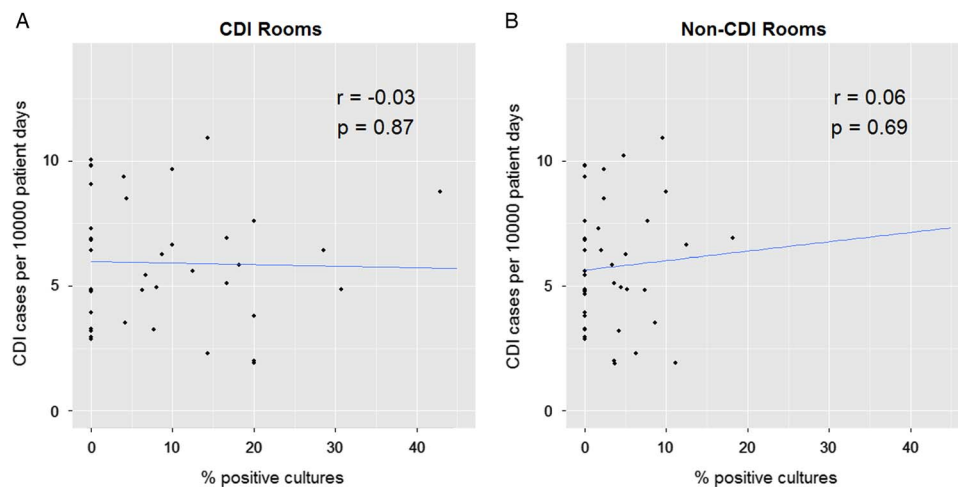 A
CDI Rooms
r = -0.03
p = 0.87
CDI cases per 10000 patient days
10
5
0
0 10 20 30 40
% positive cultures
B
Non-CDI Rooms
r = 0.06
p = 0.69
CDI cases per 10000 patient days
10
5
0
0 10 20 30 40
% positive cultures